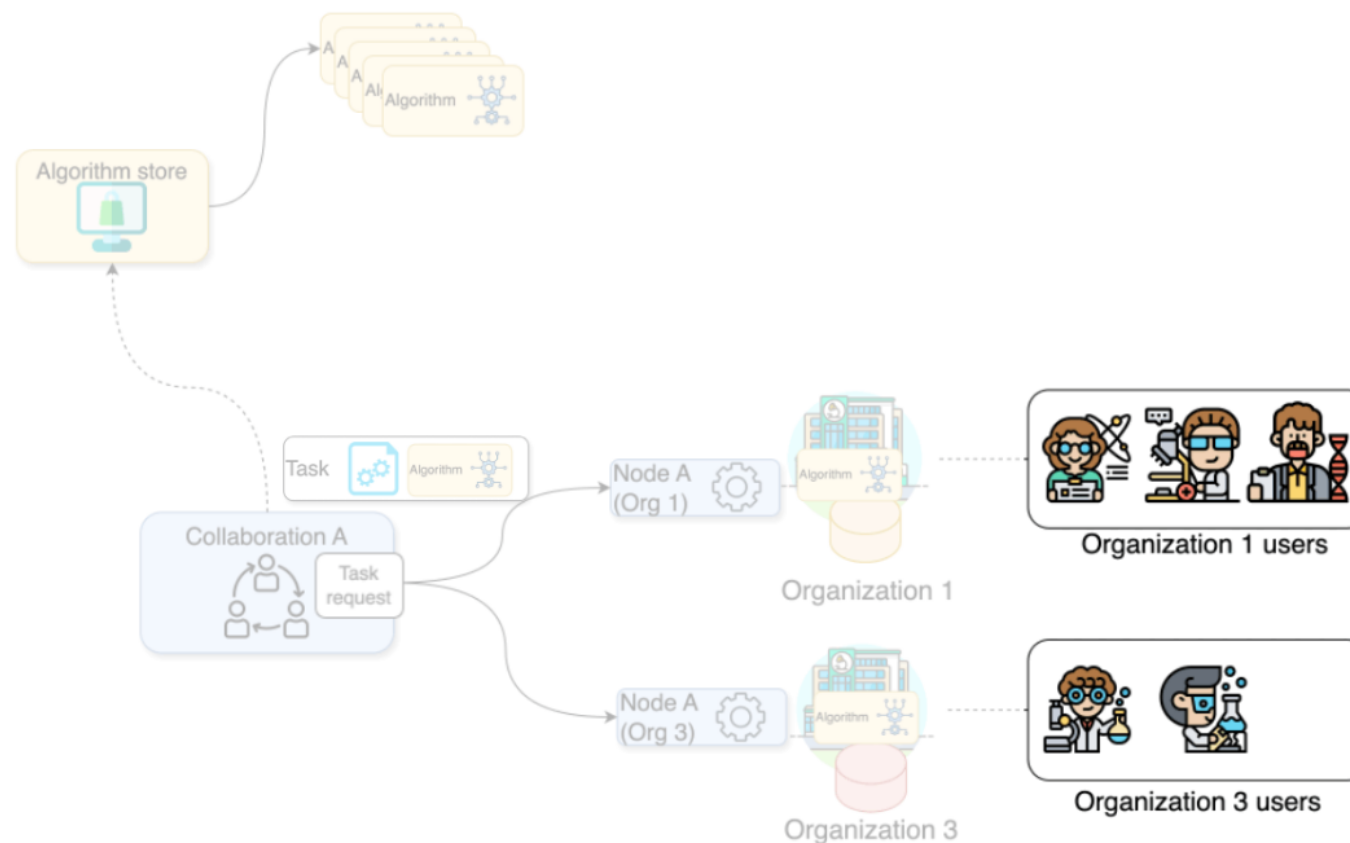 A
A
A
Al
Algorithm
Algorithm store
Task
Algorithm
Node A
(Org 1)
Algorithm
Organization 1 users
Collaboration A
Task
request
Organization 1
Node A
(Org 3)
Algorithm
Organization 3 users
Organization 3